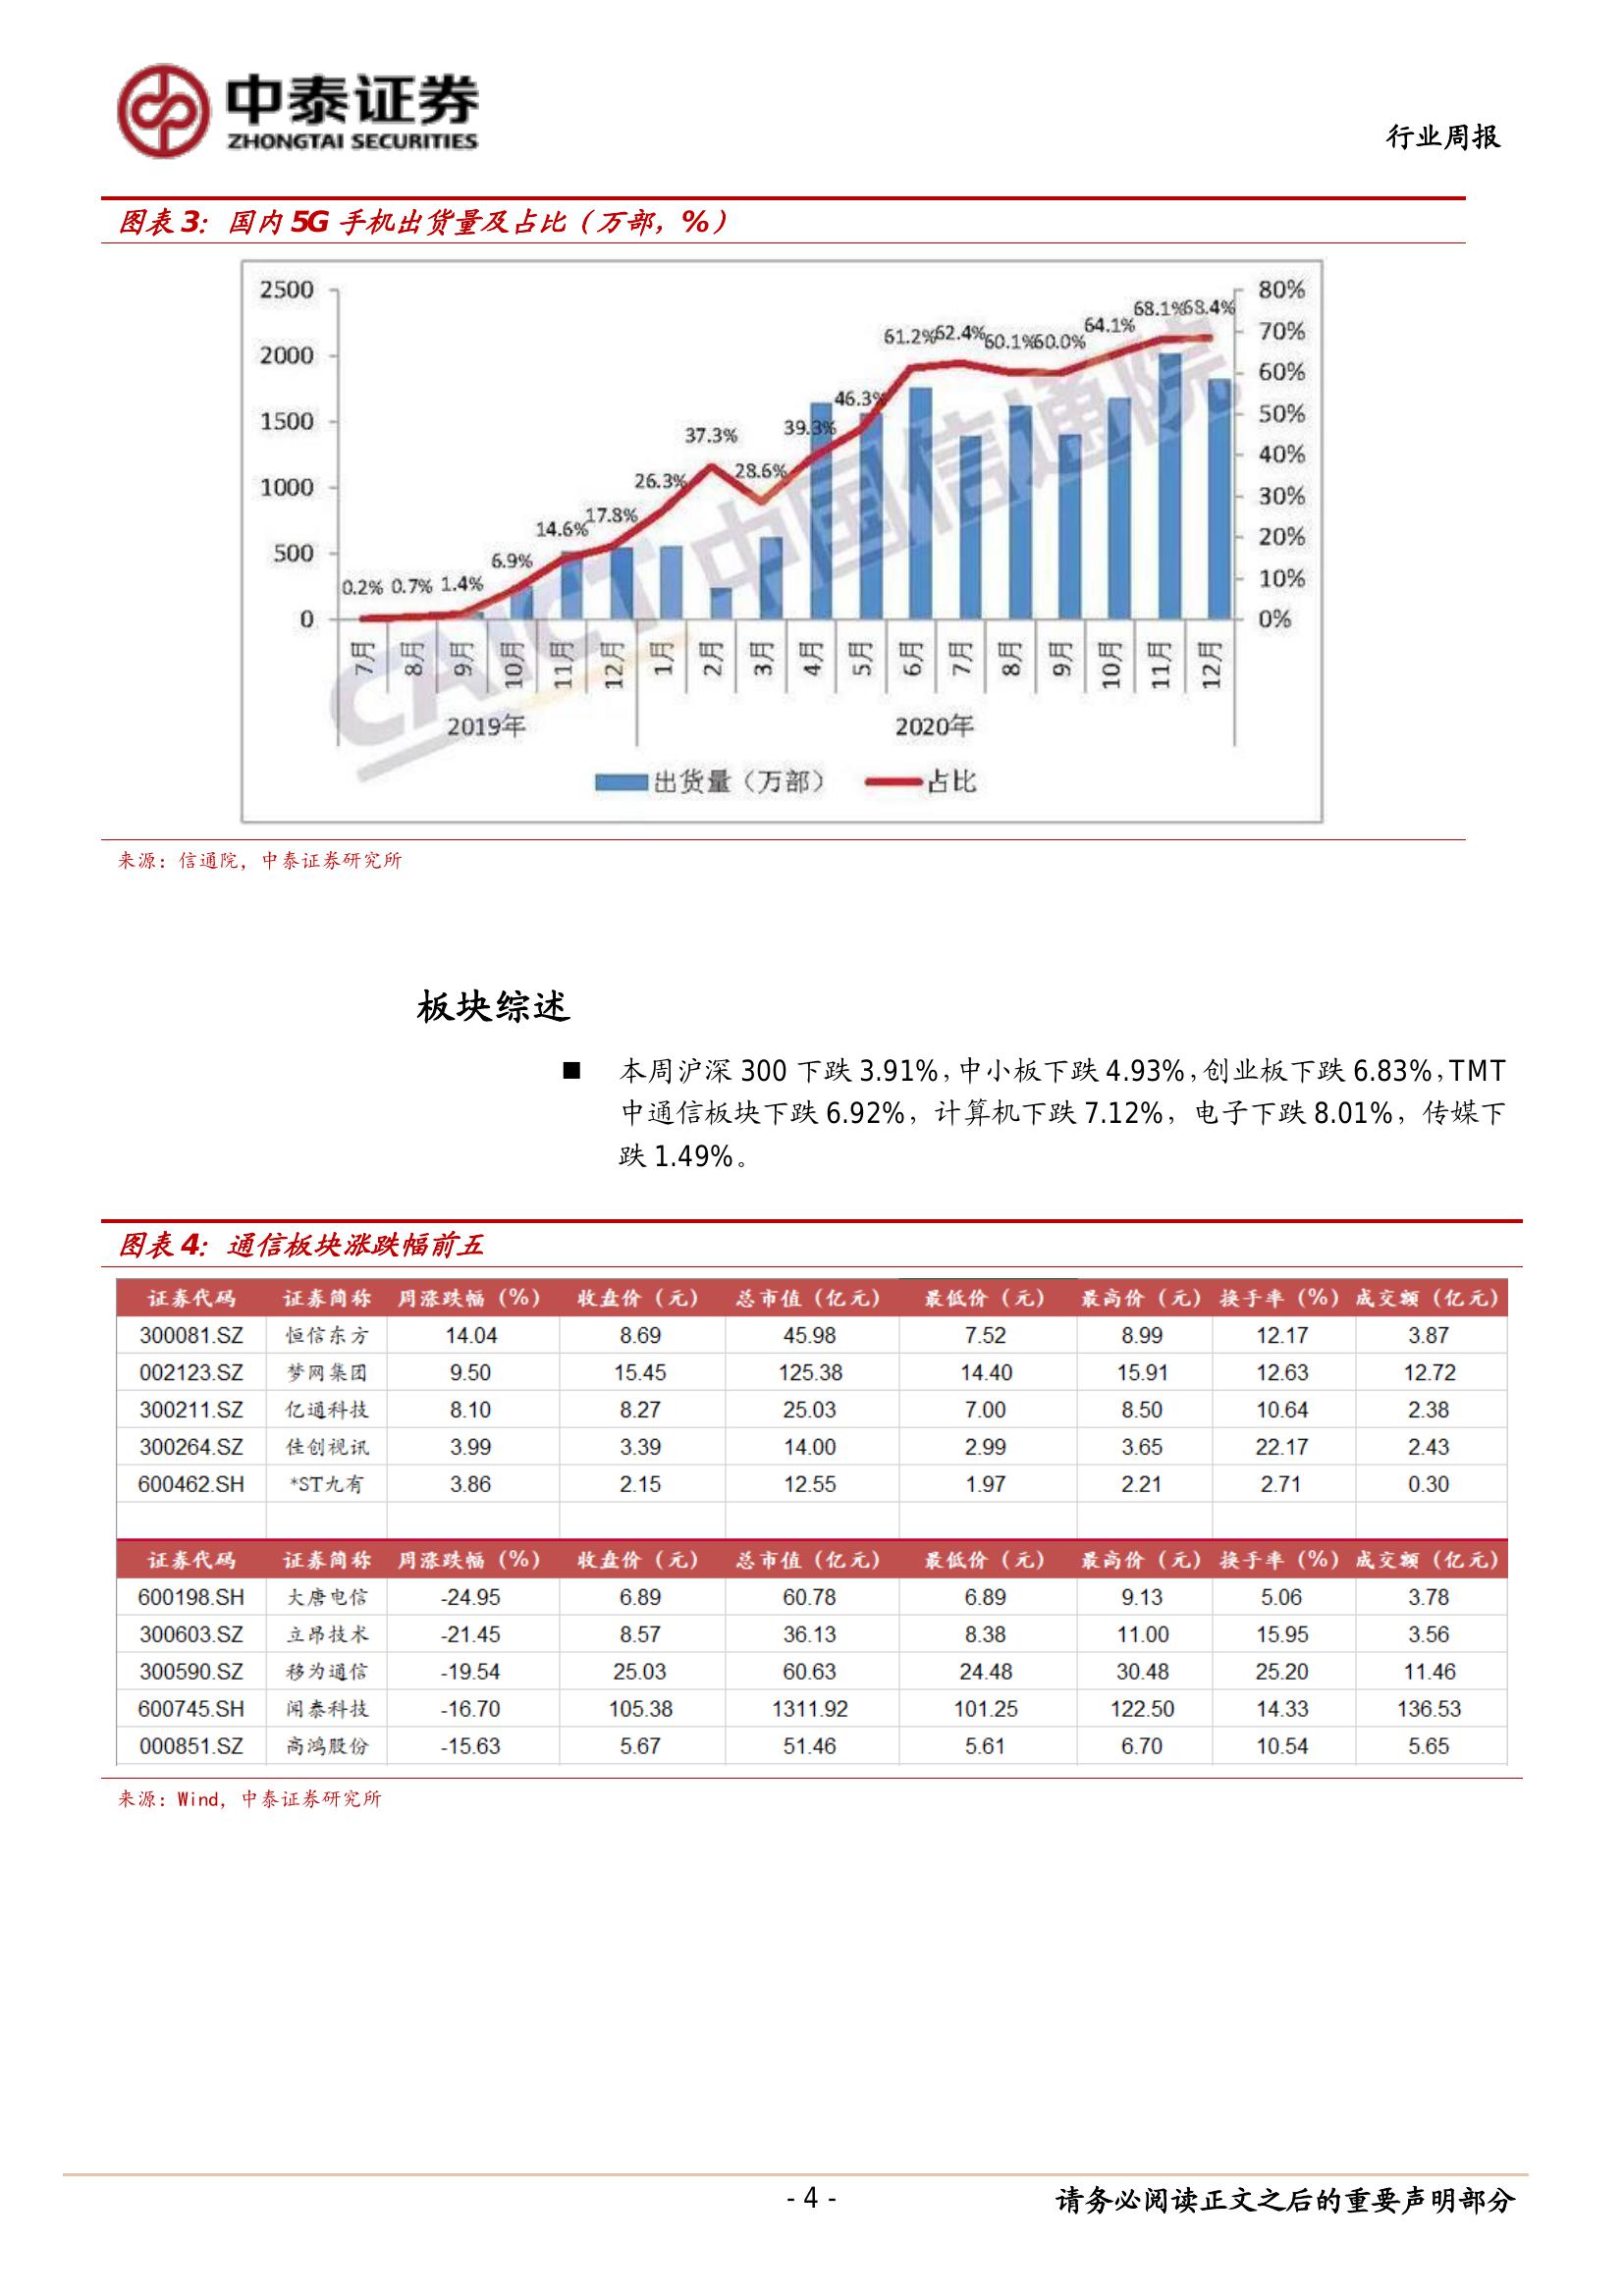 中泰证券
ZHONGTAI SECURITIES
行业周报
图表 3：国内 5G 手机出货量及占比（万部，%）
2500 80%
2000 70%
1500 60%
1000 50%
500 40%
0 30%
20%
10%
0%
0.2% 0.7% 1.4% 6.9% 14.6% 17.8% 26.3% 37.3% 28.6% 39.3% 46.3% 61.2% 62.4% 60.1% 60.0% 64.1% 68.1% 68.4%
7月 8月 9月 10月 11月 12月 1月 2月 3月 4月 5月 6月 7月 8月 9月 10月 11月 12月
2019年 2020年
出货量（万部） 占比
CAICT 中国信通院
来源：信通院，中泰证券研究所
板块综述
■ 本周沪深 300 下跌 3.91%，中小板下跌 4.93%，创业板下跌 6.83%，TMT
中通信板块下跌 6.92%，计算机下跌 7.12%，电子下跌 8.01%，传媒下
跌 1.49%。
图表 4：通信板块涨跌幅前五
证券代码 证券简称 周涨跌幅（%） 收盘价（元） 总市值（亿元） 最低价（元） 最高价（元） 换手率（%） 成交额（亿元）
300081.SZ 恒信东方 14.04 8.69 45.98 7.52 8.99 12.17 3.87
002123.SZ 梦网集团 9.50 15.45 125.38 14.40 15.91 12.63 12.72
300211.SZ 亿通科技 8.10 8.27 25.03 7.00 8.50 10.64 2.38
300264.SZ 佳创视讯 3.99 3.39 14.00 2.99 3.65 22.17 2.43
600462.SH *ST九有 3.86 2.15 12.55 1.97 2.21 2.71 0.30
证券代码 证券简称 周涨跌幅（%） 收盘价（元） 总市值（亿元） 最低价（元） 最高价（元） 换手率（%） 成交额（亿元）
600198.SH 大唐电信 -24.95 6.89 60.78 6.89 9.13 5.06 3.78
300603.SZ 立昂技术 -21.45 8.57 36.13 8.38 11.00 15.95 3.56
300590.SZ 移为通信 -19.54 25.03 60.63 24.48 30.48 25.20 11.46
600745.SH 闻泰科技 -16.70 105.38 1311.92 101.25 122.50 14.33 136.53
000851.SZ 高鸿股份 -15.63 5.67 51.46 5.61 6.70 10.54 5.65
来源：Wind，中泰证券研究所
- 4 -
请务必阅读正文之后的重要声明部分